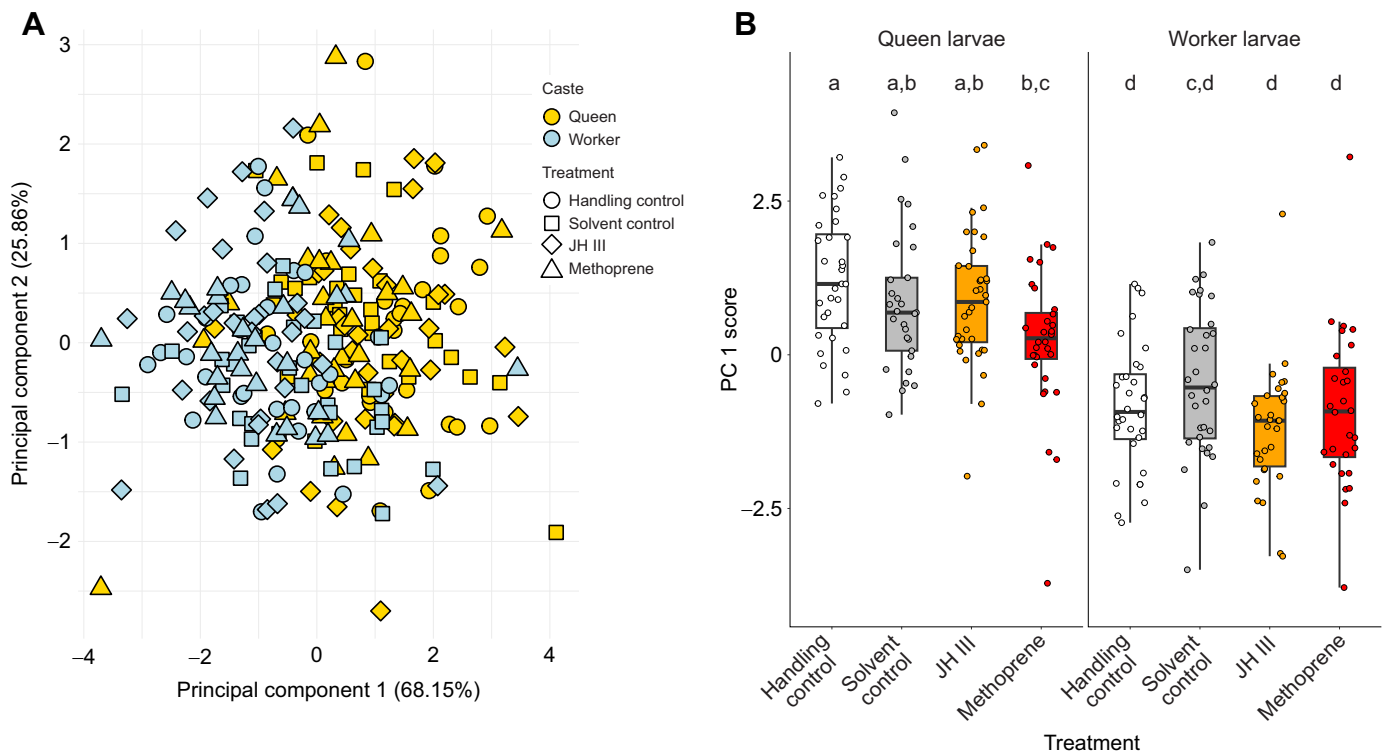 A
3
2
1
0
−1
−2
−4
−2
0
2
4
Principal component 2 (25.86%)
Principal component 1 (68.15%)
Caste
Queen
Worker
Treatment
Handling control
Solvent control
JH III
Methoprene
B
Queen larvae
Worker larvae
a
a,b
a,b
b,c
d
c,d
d
d
2.5
0
−2.5
PC 1 score
Handling
control
Solvent
control
JH III
Methoprene
Handling
control
Solvent
control
JH III
Methoprene
Treatment